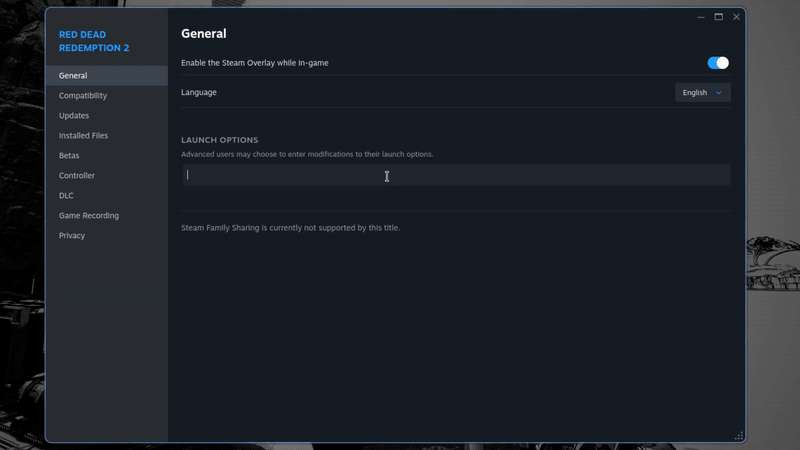 RED DEAD
REDEMPTION 2
General
Compatibility
Updates
Installed Files
Betas
Controller
DLC
Game Recording
Privacy
General
Enable the Steam Overlay while In-game
Language
English
LAUNCH OPTIONS
Advanced users may choose to enter modifications to their launch options.
Steam Family Sharing is currently not supported by this title.